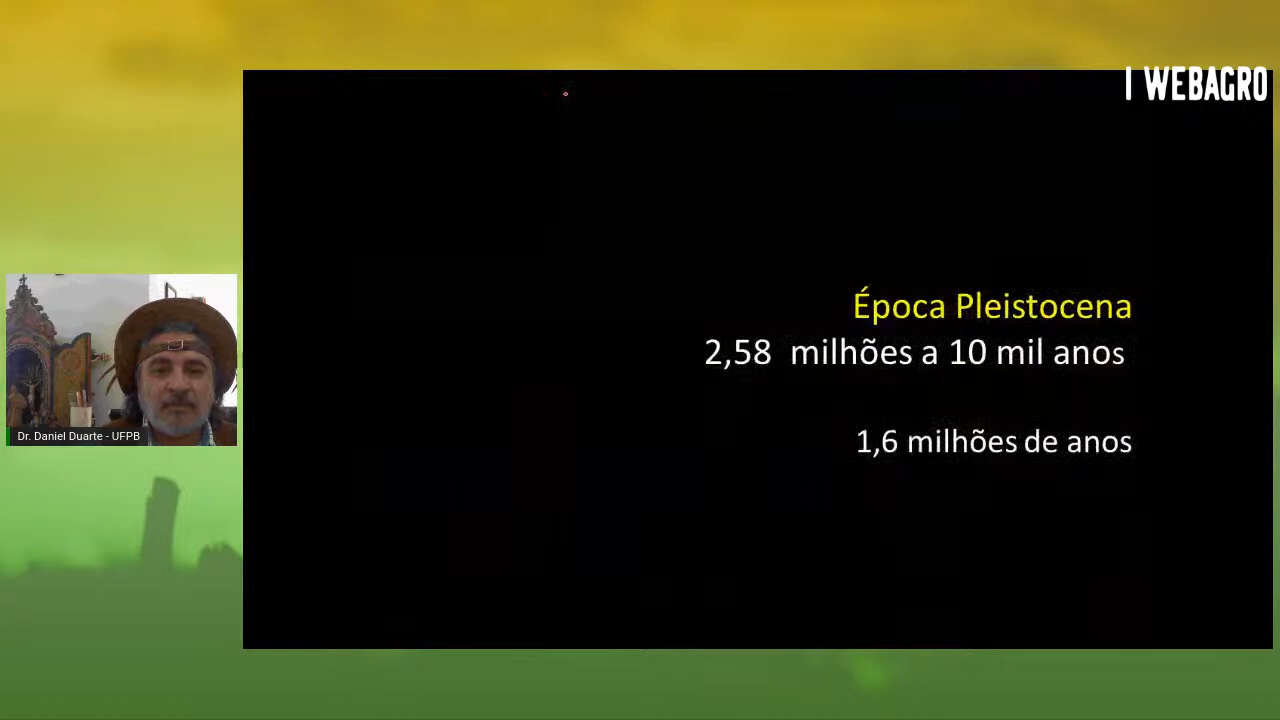 I WEBAGRO
Época Pleistocena
2,58 milhões a 10 mil anos
1,6 milhões de anos
Dr. Daniel Duarte - UFPB